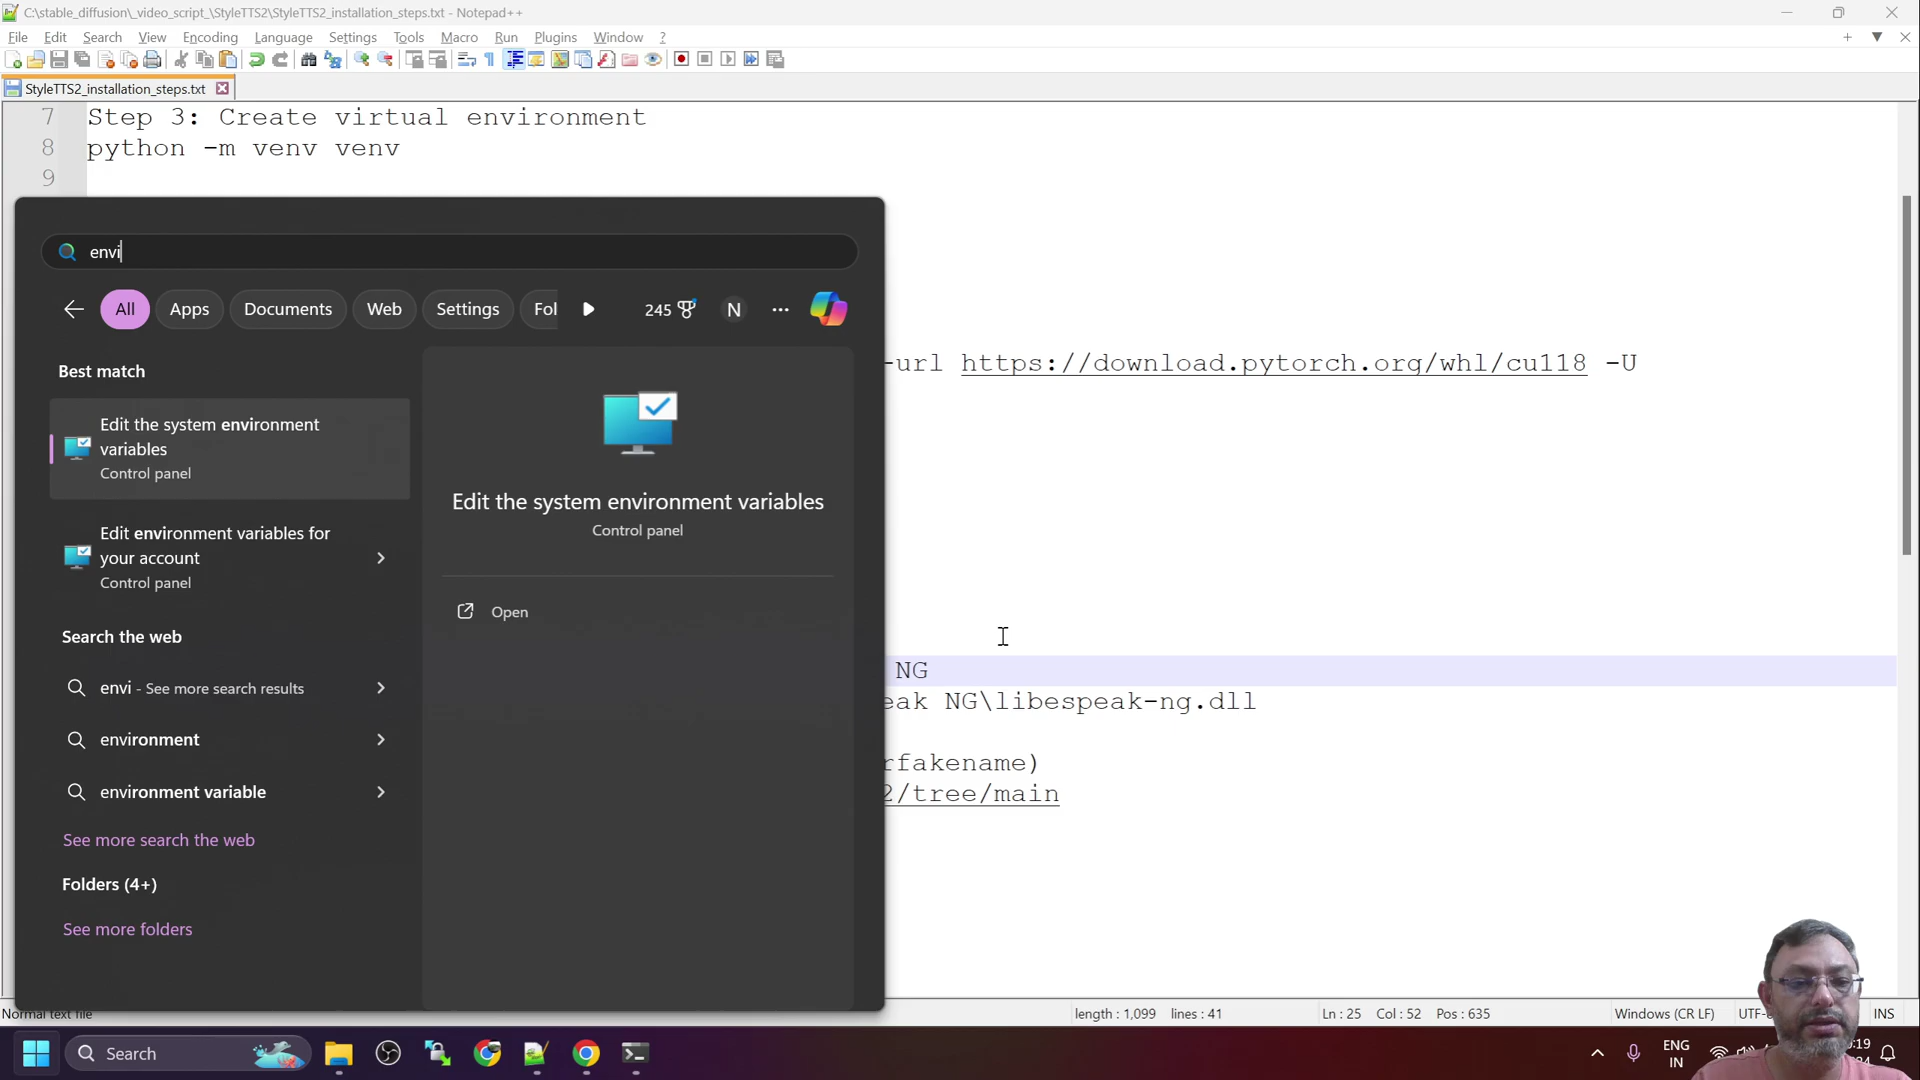 C:\stable_diffusion\_video_script_\StyleTTS2\StyleTTS2_installation_steps.txt - Notepad++
File Edit Search View Encoding Language Settings Tools Macro Run Plugins Window ?
StyleTTS2_installation_steps.txt
7 Step 3: Create virtual environment
8 python -m venv venv
9
envi
All Apps Documents Web Settings Fol 245 N
-url https://download.pytorch.org/whl/cu118 -U
Best match
Edit the system environment
variables
Control panel
Edit the system environment variables
Control panel
Open
Edit environment variables for
your account
Control panel
Search the web
envi - See more search results
environment
environment variable
See more search the web
Folders (4+)
See more folders
NG
eak NG\libespeak-ng.dll
rfakename)
2/tree/main
Normal text file length : 1,099 lines : 41 Ln : 25 Col : 52 Pos : 635 Windows (CR LF) INS
Search ENG
IN